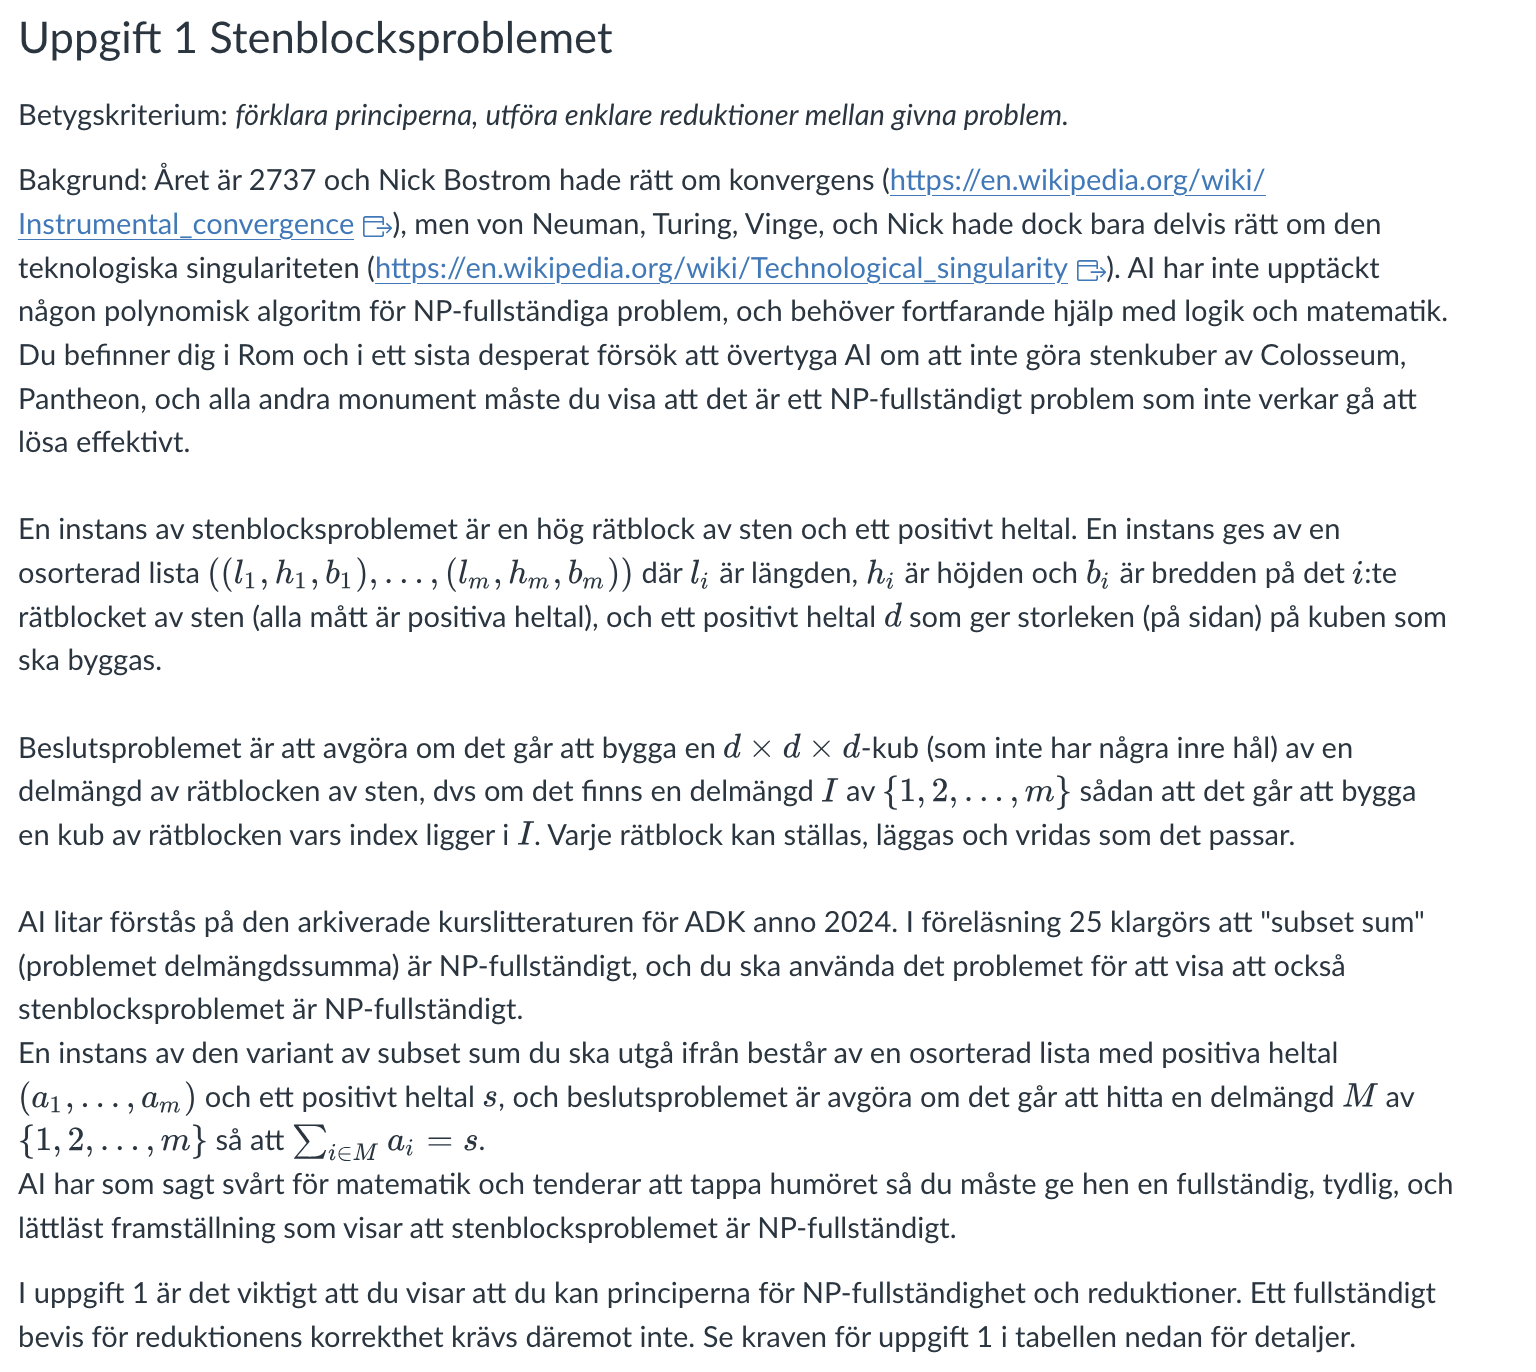 Uppgift 1 Stenblocksproblemet
Betygskriterium: förklara principerna, utföra enklare reduktioner mellan givna problem.
Bakgrund: Året är 2737 och Nick Bostrom hade rätt om konvergens (https://en.wikipedia.org/wiki/
Instrumental_convergence), men von Neuman, Turing, Vinge, och Nick hade dock bara delvis rätt om den
teknologiska singulariteten (https://en.wikipedia.org/wiki/Technological_singularity). AI har inte upptäckt
någon polynomisk algoritm för NP-fullständiga problem, och behöver fortfarande hjälp med logik och matematik.
Du befinner dig i Rom och i ett sista desperat försök att övertyga AI om att inte göra stenkuber av Colosseum,
Pantheon, och alla andra monument måste du visa att det är ett NP-fullständigt problem som inte verkar gå att
lösa effektivt.
En instans av stenblocksproblemet är en hög rätblock av sten och ett positivt heltal. En instans ges av en
osorterad lista $((l_1, h_1, b_1), \ldots, (l_m, h_m, b_m))$ där $l_i$ är längden, $h_i$ är höjden och $b_i$ är bredden på det $i$:te
rätblocket av sten (alla mått är positiva heltal), och ett positivt heltal $d$ som ger storleken (på sidan) på kuben som
ska byggas.
Beslutsproblemet är att avgöra om det går att bygga en $d \times d \times d$-kub (som inte har några inre hål) av en
delmängd av rätblocken av sten, dvs om det finns en delmängd $I$ av $\{1, 2, \ldots, m\}$ sådan att det går att bygga
en kub av rätblocken vars index ligger i $I$. Varje rätblock kan ställas, läggas och vridas som det passar.
AI litar förstås på den arkiverade kurslitteraturen för ADK anno 2024. I föreläsning 25 klargörs att "subset sum"
(problemet delmängdssumma) är NP-fullständigt, och du ska använda det problemet för att visa att också
stenblocksproblemet är NP-fullständigt.
En instans av den variant av subset sum du ska utgå ifrån består av en osorterad lista med positiva heltal
$(a_1, \ldots, a_m)$ och ett positivt heltal $s$, och beslutsproblemet är avgöra om det går att hitta en delmängd $M$ av
$\{1, 2, \ldots, m\}$ så att $\sum_{i \in M} a_i = s$.
AI har som sagt svårt för matematik och tenderar att tappa humöret så du måste ge hen en fullständig, tydlig, och
lättläst framställning som visar att stenblocksproblemet är NP-fullständigt.
I uppgift 1 är det viktigt att du visar att du kan principerna för NP-fullständighet och reduktioner. Ett fullständigt
bevis för reduktionens korrekthet krävs däremot inte. Se kraven för uppgift 1 i tabellen nedan för detaljer.